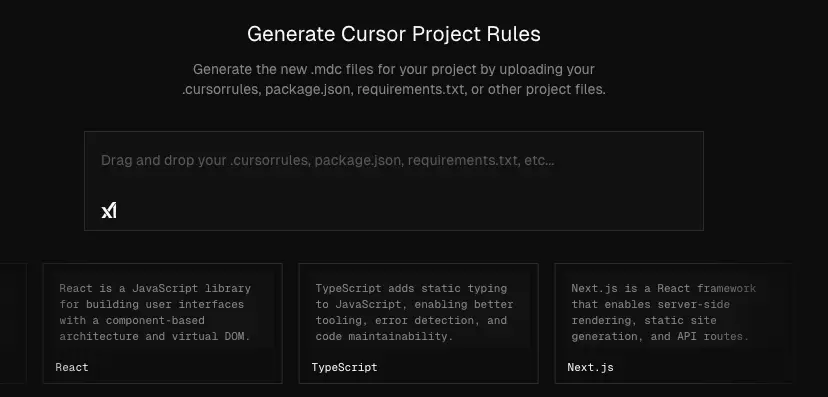 Generate Cursor Project Rules
Generate the new .mdc files for your project by uploading your
.cursorrules, package.json, requirements.txt, or other project files.
Drag and drop your .cursorrules, package.json, requirements.txt, etc...
React is a JavaScript library
for building user interfaces
with a component-based
architecture and virtual DOM.
React
TypeScript adds static typing
to JavaScript, enabling better
tooling, error detection, and
code maintainability.
TypeScript
Next.js is a React framework
that enables server-side
rendering, static site
generation, and API routes.
Next.js